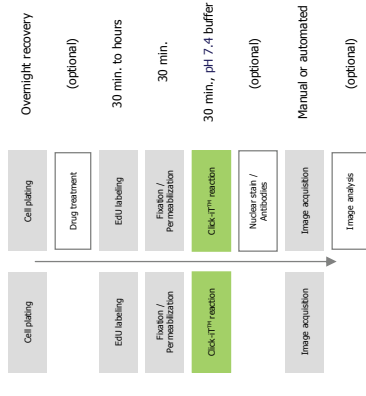 Overnight recovery
(optional)
30 min. to hours
30 min.
30 min., pH 7.4 buffer
(optional)
Manual or automated
(optional)
Cell plating
Drug treatment
EdU labeling
Fixation /
Permeabilization
Click-iT™ reaction
Nuclear stain /
Antibodies
Image acquisition
Image analysis
Cell plating
EdU labeling
Fixation /
Permeabilization
Click-iT™ reaction
Image acquisition